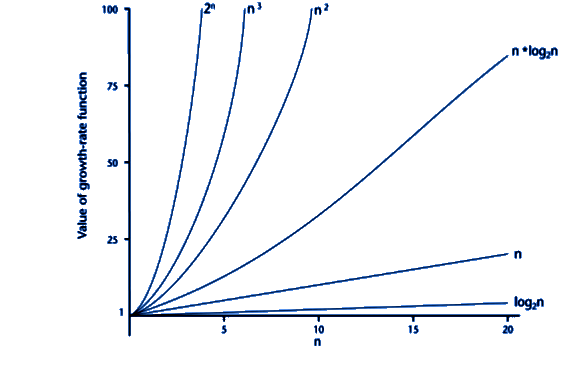 100
2ⁿ
n³
n²
n*log₂n
75
Value of growth-rate function
50
25
n
log₂n
1
5
10
15
20
n